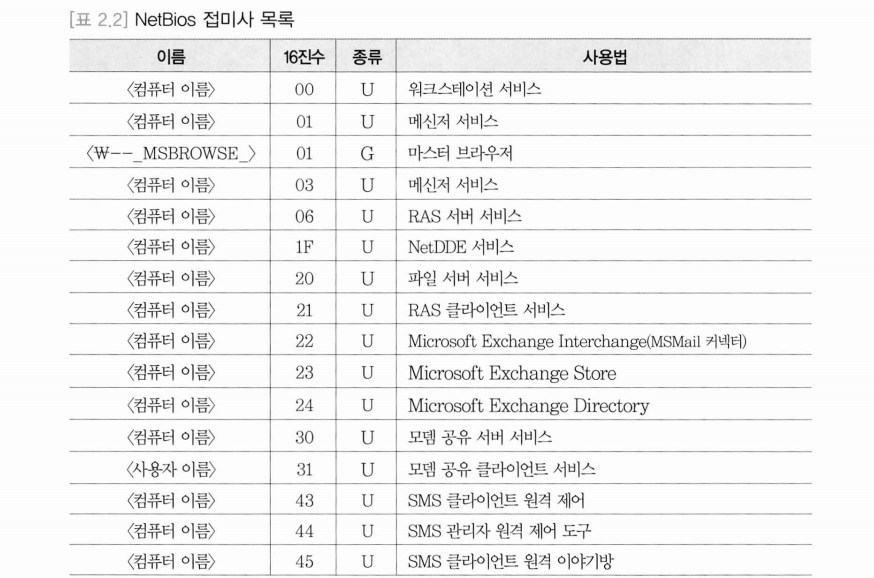 [표 2.2] NetBios 접미사 목록
이름 16진수 종류 사용법
〈컴퓨터 이름〉 00 U 워크스테이션 서비스
〈컴퓨터 이름〉 01 U 메신저 서비스
〈₩--_MSBROWSE_〉 01 G 마스터 브라우저
〈컴퓨터 이름〉 03 U 메신저 서비스
〈컴퓨터 이름〉 06 U RAS 서버 서비스
〈컴퓨터 이름〉 1F U NetDDE 서비스
〈컴퓨터 이름〉 20 U 파일 서버 서비스
〈컴퓨터 이름〉 21 U RAS 클라이언트 서비스
〈컴퓨터 이름〉 22 U Microsoft Exchange Interchange(MSMail 커넥터)
〈컴퓨터 이름〉 23 U Microsoft Exchange Store
〈컴퓨터 이름〉 24 U Microsoft Exchange Directory
〈컴퓨터 이름〉 30 U 모뎀 공유 서버 서비스
〈사용자 이름〉 31 U 모뎀 공유 클라이언트 서비스
〈컴퓨터 이름〉 43 U SMS 클라이언트 원격 제어
〈컴퓨터 이름〉 44 U SMS 관리자 원격 제어 도구
〈컴퓨터 이름〉 45 U SMS 클라이언트 원격 이야기방